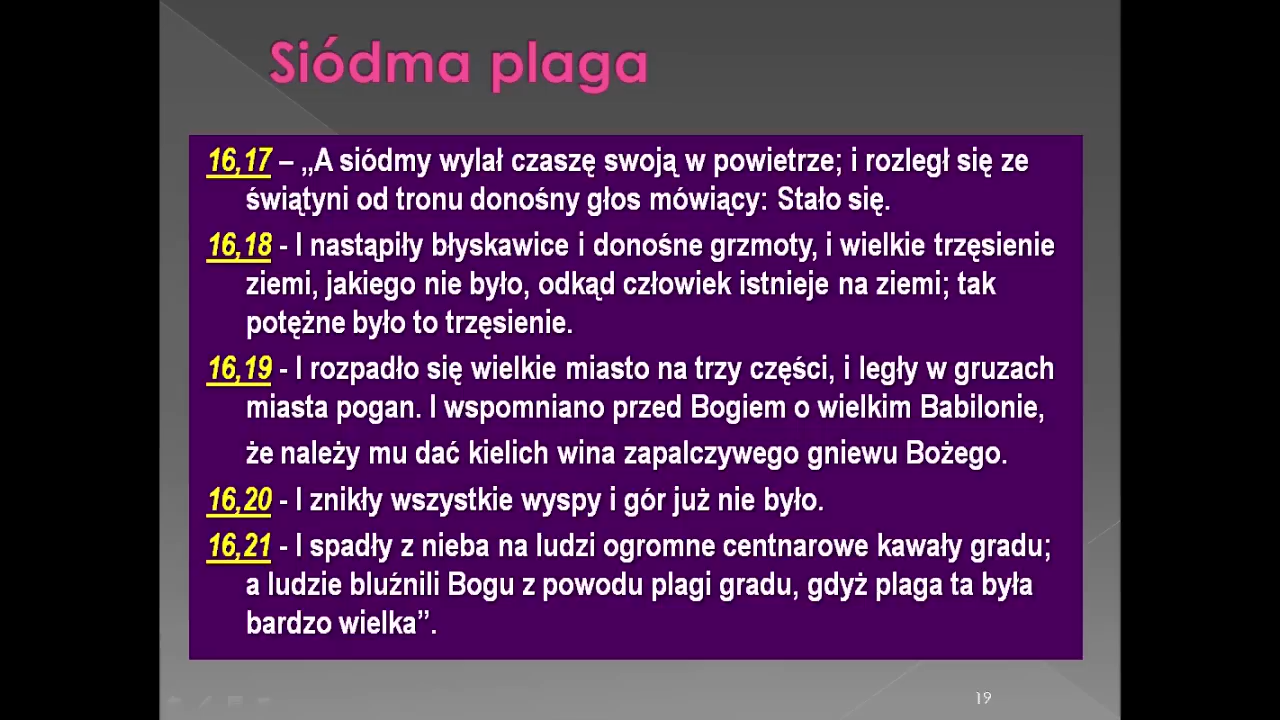 Siódma plaga
16,17 – „A siódmy wylał czaszę swoją w powietrze; i rozległ się ze
świątyni od tronu donośny głos mówiący: Stało się.
16,18 - I nastąpiły błyskawice i donośne grzmoty, i wielkie trzęsienie
ziemi, jakiego nie było, odkąd człowiek istnieje na ziemi; tak
potężne było to trzęsienie.
16,19 - I rozpadło się wielkie miasto na trzy części, i legły w gruzach
miasta pogan. I wspomniano przed Bogiem o wielkim Babilonie,
że należy mu dać kielich wina zapalczywego gniewu Bożego.
16,20 - I znikły wszystkie wyspy i gór już nie było.
16,21 - I spadły z nieba na ludzi ogromne centnarowe kawały gradu;
a ludzie bluźnili Bogu z powodu plagi gradu, gdyż plaga ta była
bardzo wielka”.
19